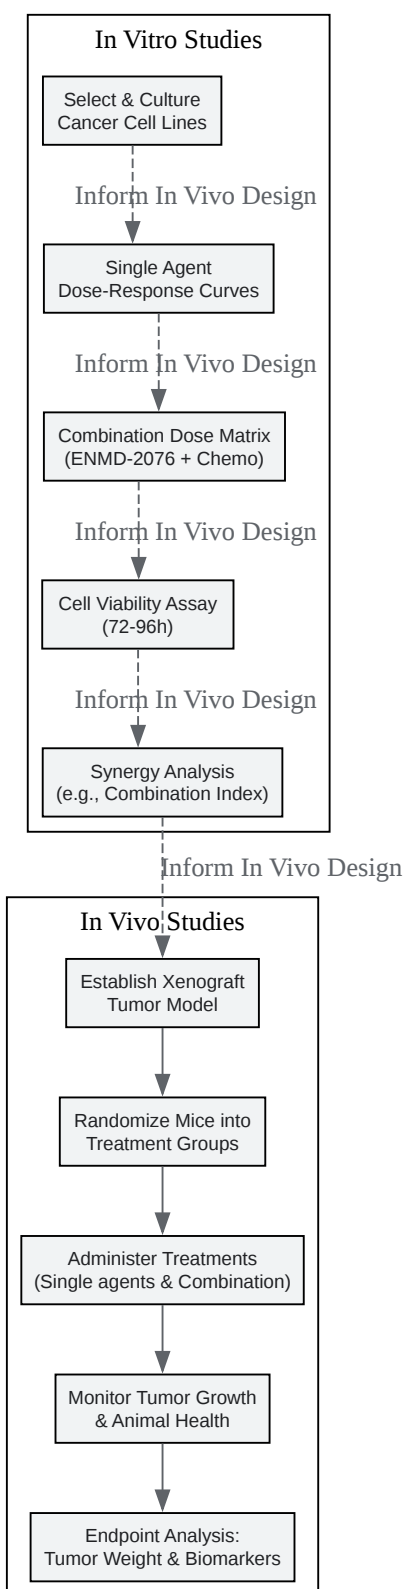 In Vitro Studies
Select & Culture
Cancer Cell Lines
Inform In Vivo Design
Single Agent
Dose-Response Curves
Inform In Vivo Design
Combination Dose Matrix
(ENMD-2076 + Chemo)
Inform In Vivo Design
Cell Viability Assay
(72-96h)
Inform In Vivo Design
Synergy Analysis
(e.g., Combination Index)
Inform In Vivo Design
In Vivo Studies
Establish Xenograft
Tumor Model
Randomize Mice into
Treatment Groups
Administer Treatments
(Single agents & Combination)
Monitor Tumor Growth
& Animal Health
Endpoint Analysis:
Tumor Weight & Biomarkers